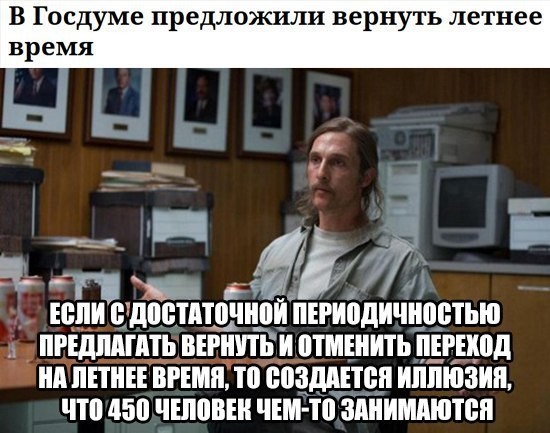 В Госдуме предложили вернуть летнее
время
ЕСЛИ С ДОСТАТОЧНОЙ ПЕРИОДИЧНОСТЬЮ
ПРЕДЛАГАТЬ ВЕРНУТЬ И ОТМЕНИТЬ ПЕРЕХОД
НА ЛЕТНЕЕ ВРЕМЯ, ТО СОЗДАЕТСЯ ИЛЛЮЗИЯ,
ЧТО 450 ЧЕЛОВЕК ЧЕМ-ТО ЗАНИМАЮТСЯ